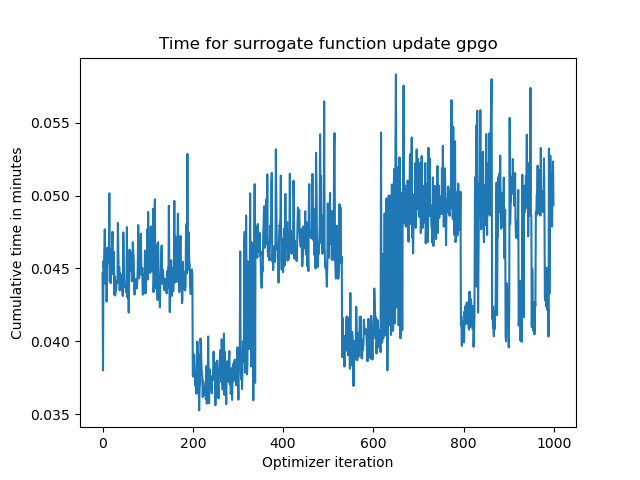 Time for surrogate function update gpgo
Cumulative time in minutes
0.055
0.050
0.045
0.040
0.035
0 200 400 600 800 1000
Optimizer iteration